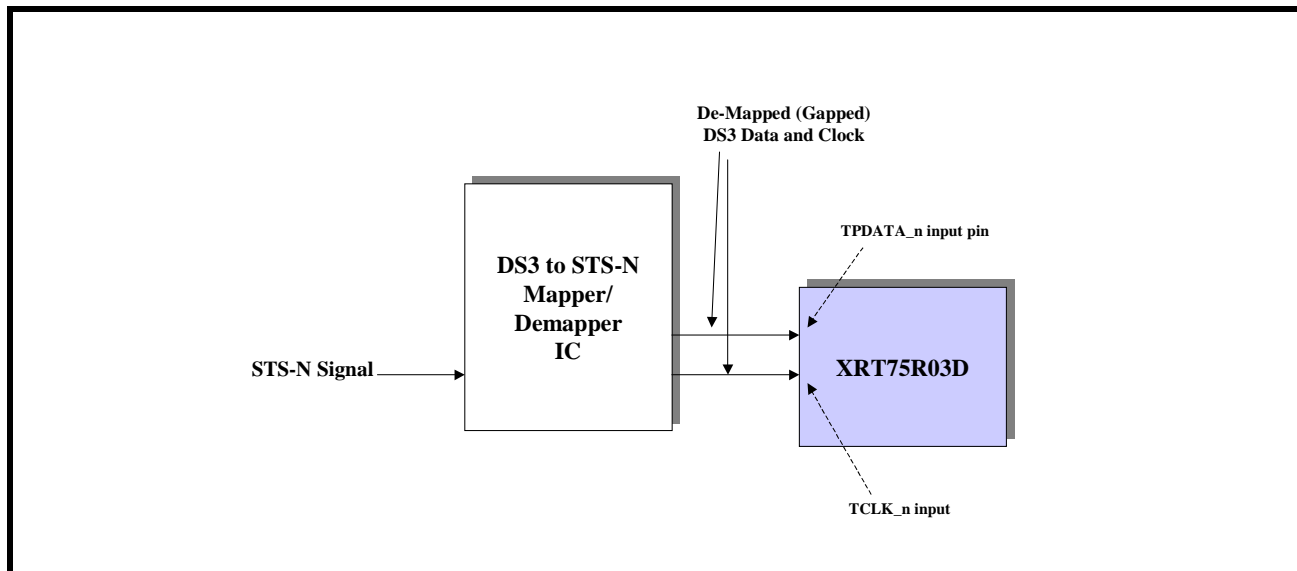 De-Mapped (Gapped)
DS3 Data and Clock
TPDATA_n input pin
DS3 to STS-N
Mapper/
Demapper
IC
STS-N Signal
XRT75R03D
TCLK_n input